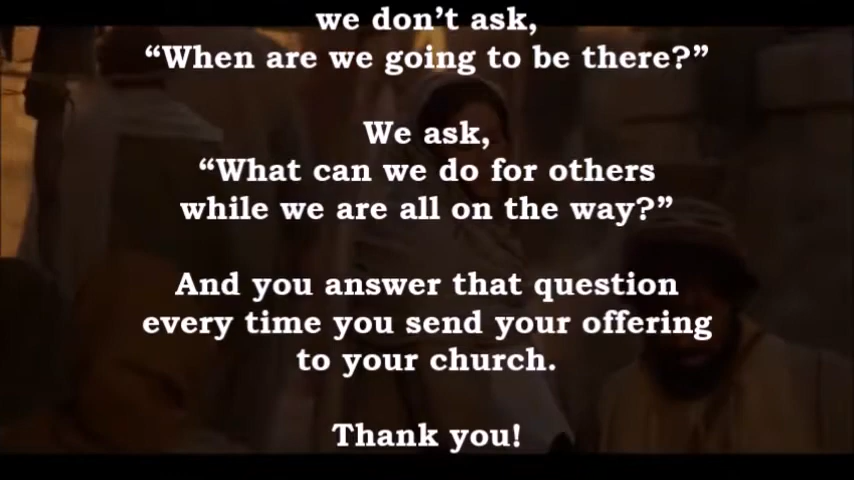 we don’t ask,
“When are we going to be there?”
We ask,
“What can we do for others
while we are all on the way?”
And you answer that question
every time you send your offering
to your church.
Thank you!